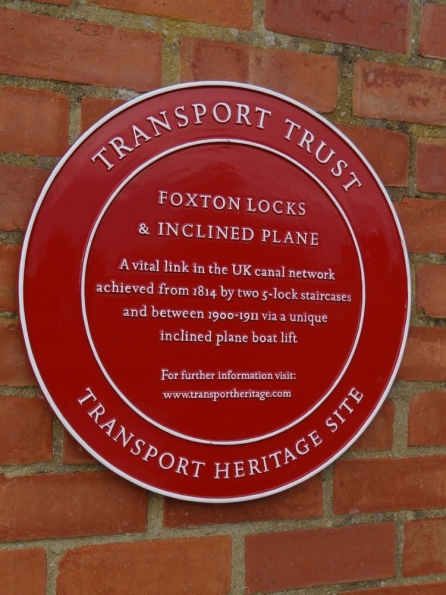 TRANSPORT TRUST
FOXTON LOCKS
& INCLINED PLANE
A vital link in the UK canal network
achieved from 1814 by two 5-lock staircases
and between 1900-1911 via a unique
inclined plane boat lift
For further information visit:
www.transportheritage.com
TRANSPORT HERITAGE SITE